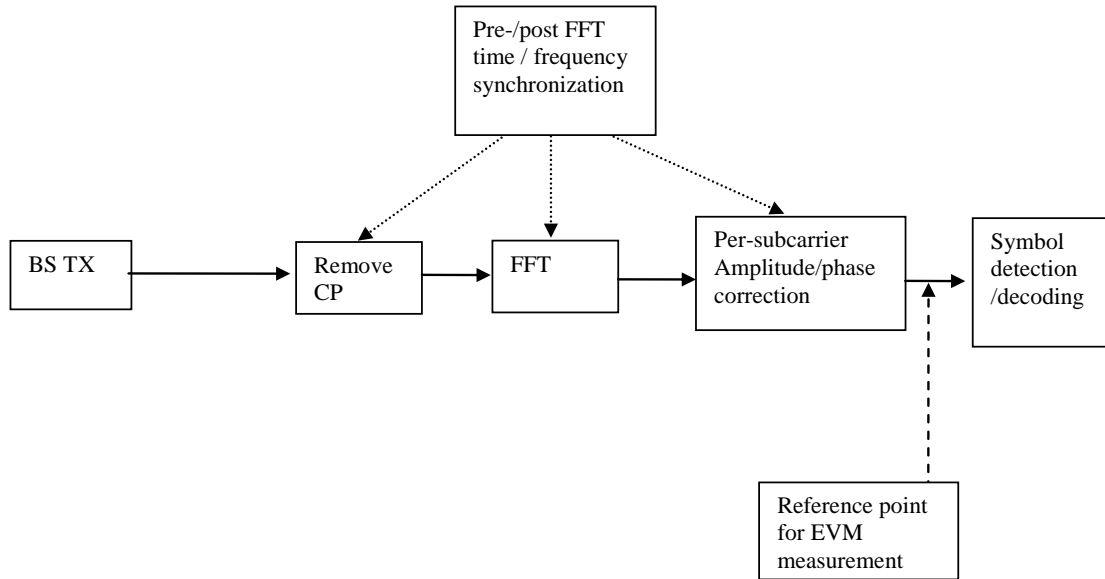 Pre-/post FFT
time / frequency
synchronization
BS TX
Remove
CP
FFT
Per-subcarrier
Amplitude/phase
correction
Symbol
detection
/decoding
Reference point
for EVM
measurement